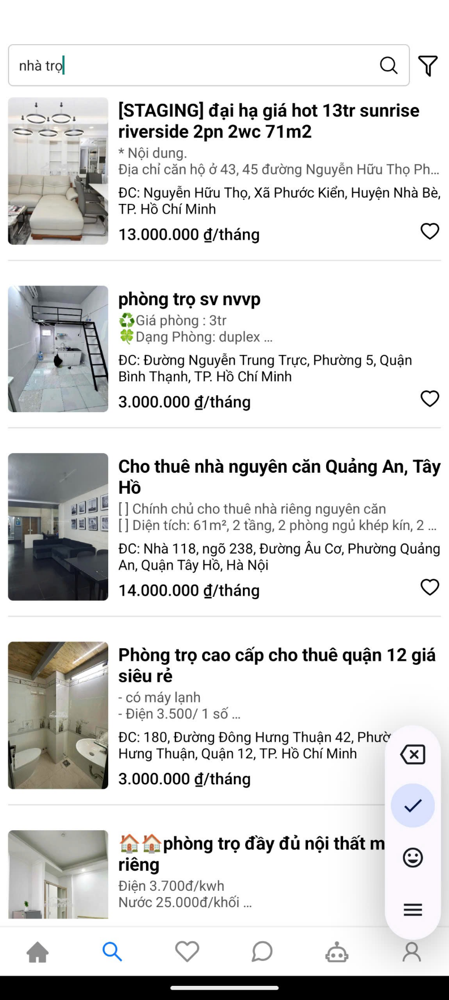 nhà trọ
[STAGING] đại hạ giá hot 13tr sunrise
riverside 2pn 2wc 71m2
* Nội dung.
Địa chỉ căn hộ ở 43, 45 đường Nguyễn Hữu Thọ Ph...
ĐC: Nguyễn Hữu Thọ, Xã Phước Kiển, Huyện Nhà Bè,
TP. Hồ Chí Minh
13.000.000 ₫/tháng
phòng trọ sv nvvp
♻️Giá phòng : 3tr
🍀Dạng Phòng: duplex ...
ĐC: Đường Nguyễn Trung Trực, Phường 5, Quận
Bình Thạnh, TP. Hồ Chí Minh
3.000.000 ₫/tháng
Cho thuê nhà nguyên căn Quảng An, Tây
Hồ
[ ] Chính chủ cho thuê nhà riêng nguyên căn
[ ] Diện tích: 61m², 2 tầng, 2 phòng ngủ khép kín, 2 ...
ĐC: Nhà 118, ngõ 238, Đường Âu Cơ, Phường Quảng
An, Quận Tây Hồ, Hà Nội
14.000.000 ₫/tháng
Phòng trọ cao cấp cho thuê quận 12 giá
siêu rẻ
- có máy lạnh
- Điện 3.500/ 1 số ...
ĐC: 180, Đường Đông Hưng Thuận 42, Phườ
Hưng Thuận, Quận 12, TP. Hồ Chí Minh
3.000.000 ₫/tháng
🏠🏠phòng trọ đầy đủ nội thất m
riêng
Điện 3.700đ/kwh
Nước 25.000đ/khối ...